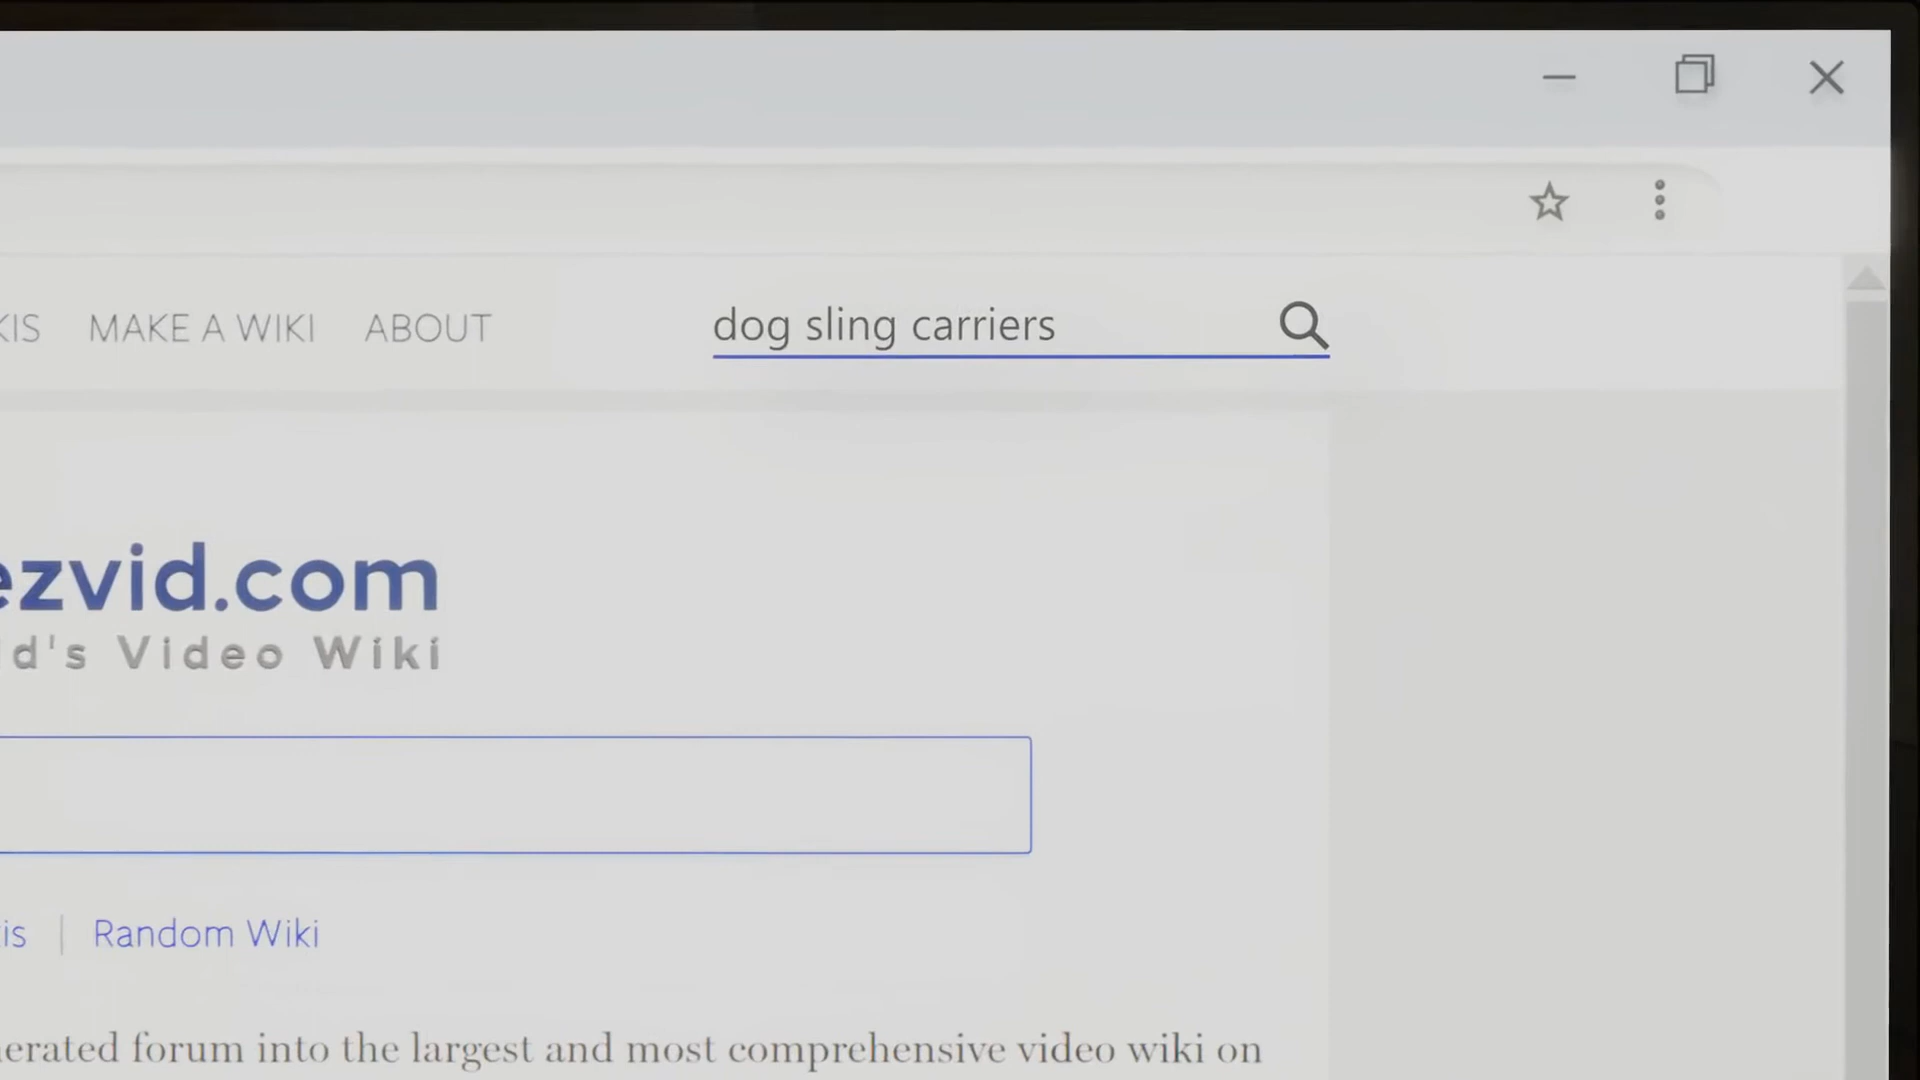 KIS MAKE A WIKI ABOUT dog sling carriers
ezvid.com
d's Video Wiki
is | Random Wiki
nerated forum into the largest and most comprehensive video wiki on